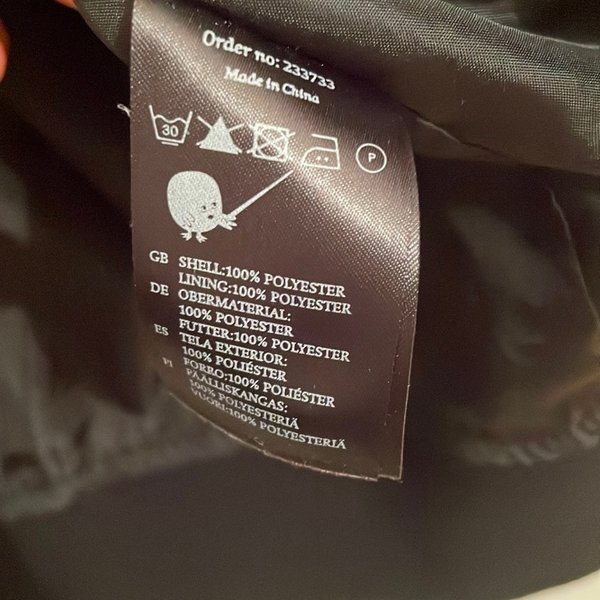 Order no: 233733
Made in China
30
P
GB SHELL:100% POLYESTER
LINING:100% POLYESTER
DE OBERMATERIAL:
100% POLYESTER
FUTTER:100% POLYESTER
ES TELA EXTERIOR:
100% POLIÉSTER
FORRO:100% POLIÉSTER
FI PÄÄLLISKANGAS:
100% POLYESTERIÄ
VUORI:100% POLYESTERIÄ